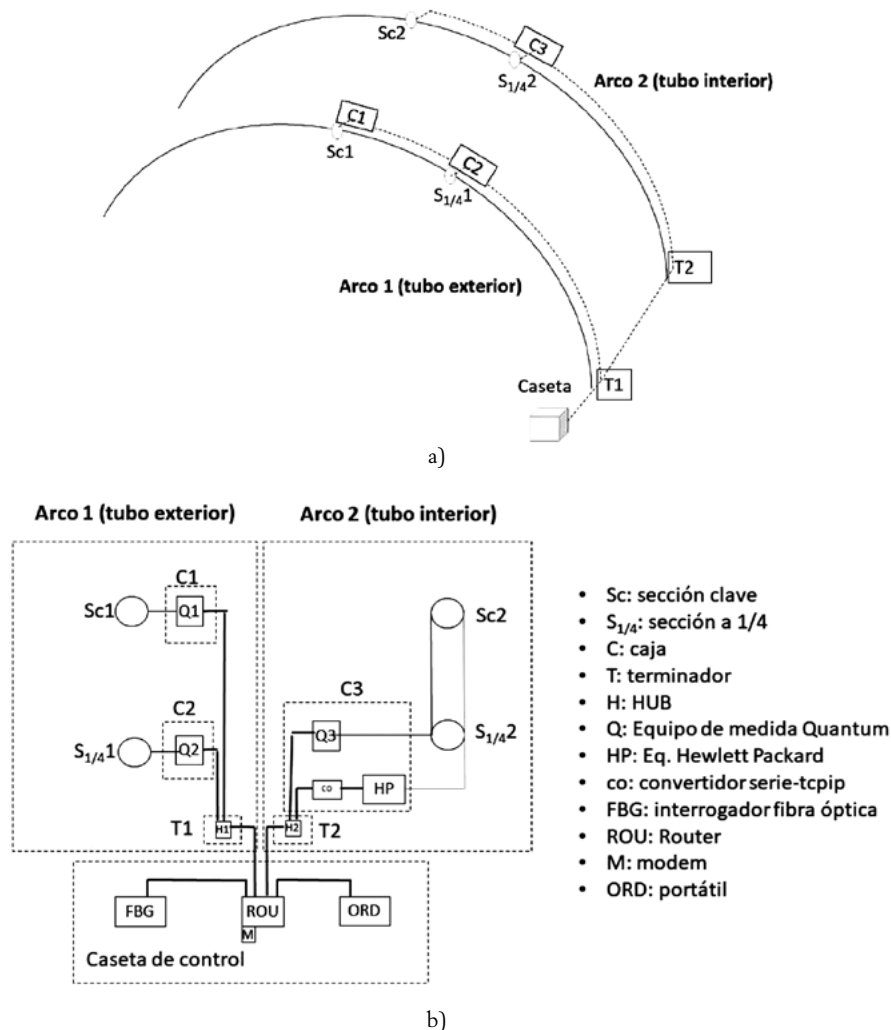 Sc2
C3
S1/42
Arco 2 (tubo interior)
C1
Sc1
C2
S1/41
Arco 1 (tubo exterior)
T2
T1
Caseta
a)
Arco 1 (tubo exterior)
Arco 2 (tubo interior)
C1
Sc1
Q1
Sc2
C2
C3
S1/41
Q2
Q3
S1/42
co
HP
T1
H1
H2
T2
FBG
ROU
ORD
M
Caseta de control
• Sc: sección clave
• S1/4: sección a 1/4
• C: caja
• T: terminador
• H: HUB
• Q: Equipo de medida Quantum
• HP: Eq. Hewlett Packard
• co: convertidor serie-tcpip
• FBG: interrogador fibra óptica
• ROU: Router
• M: modem
• ORD: portátil
b)